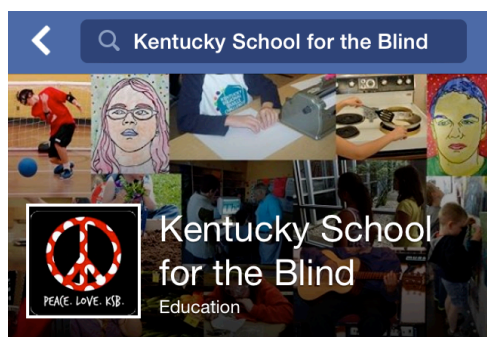 Kentucky School for the Blind
Kentucky School
for the Blind
Education
PEACE. LOVE. KSB.